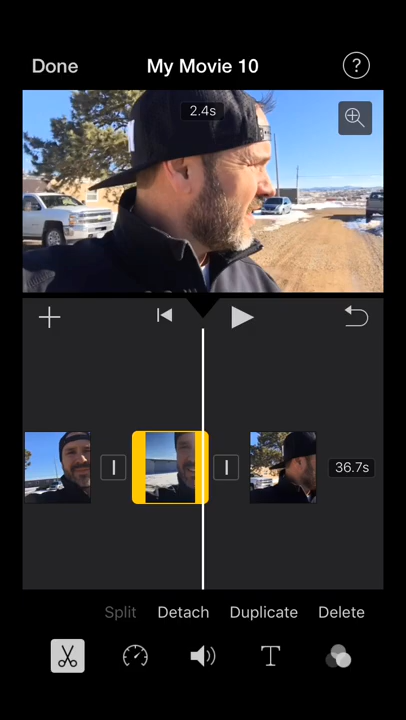 Done My Movie 10 ?
2.4s
36.7s
Split Detach Duplicate Delete
T